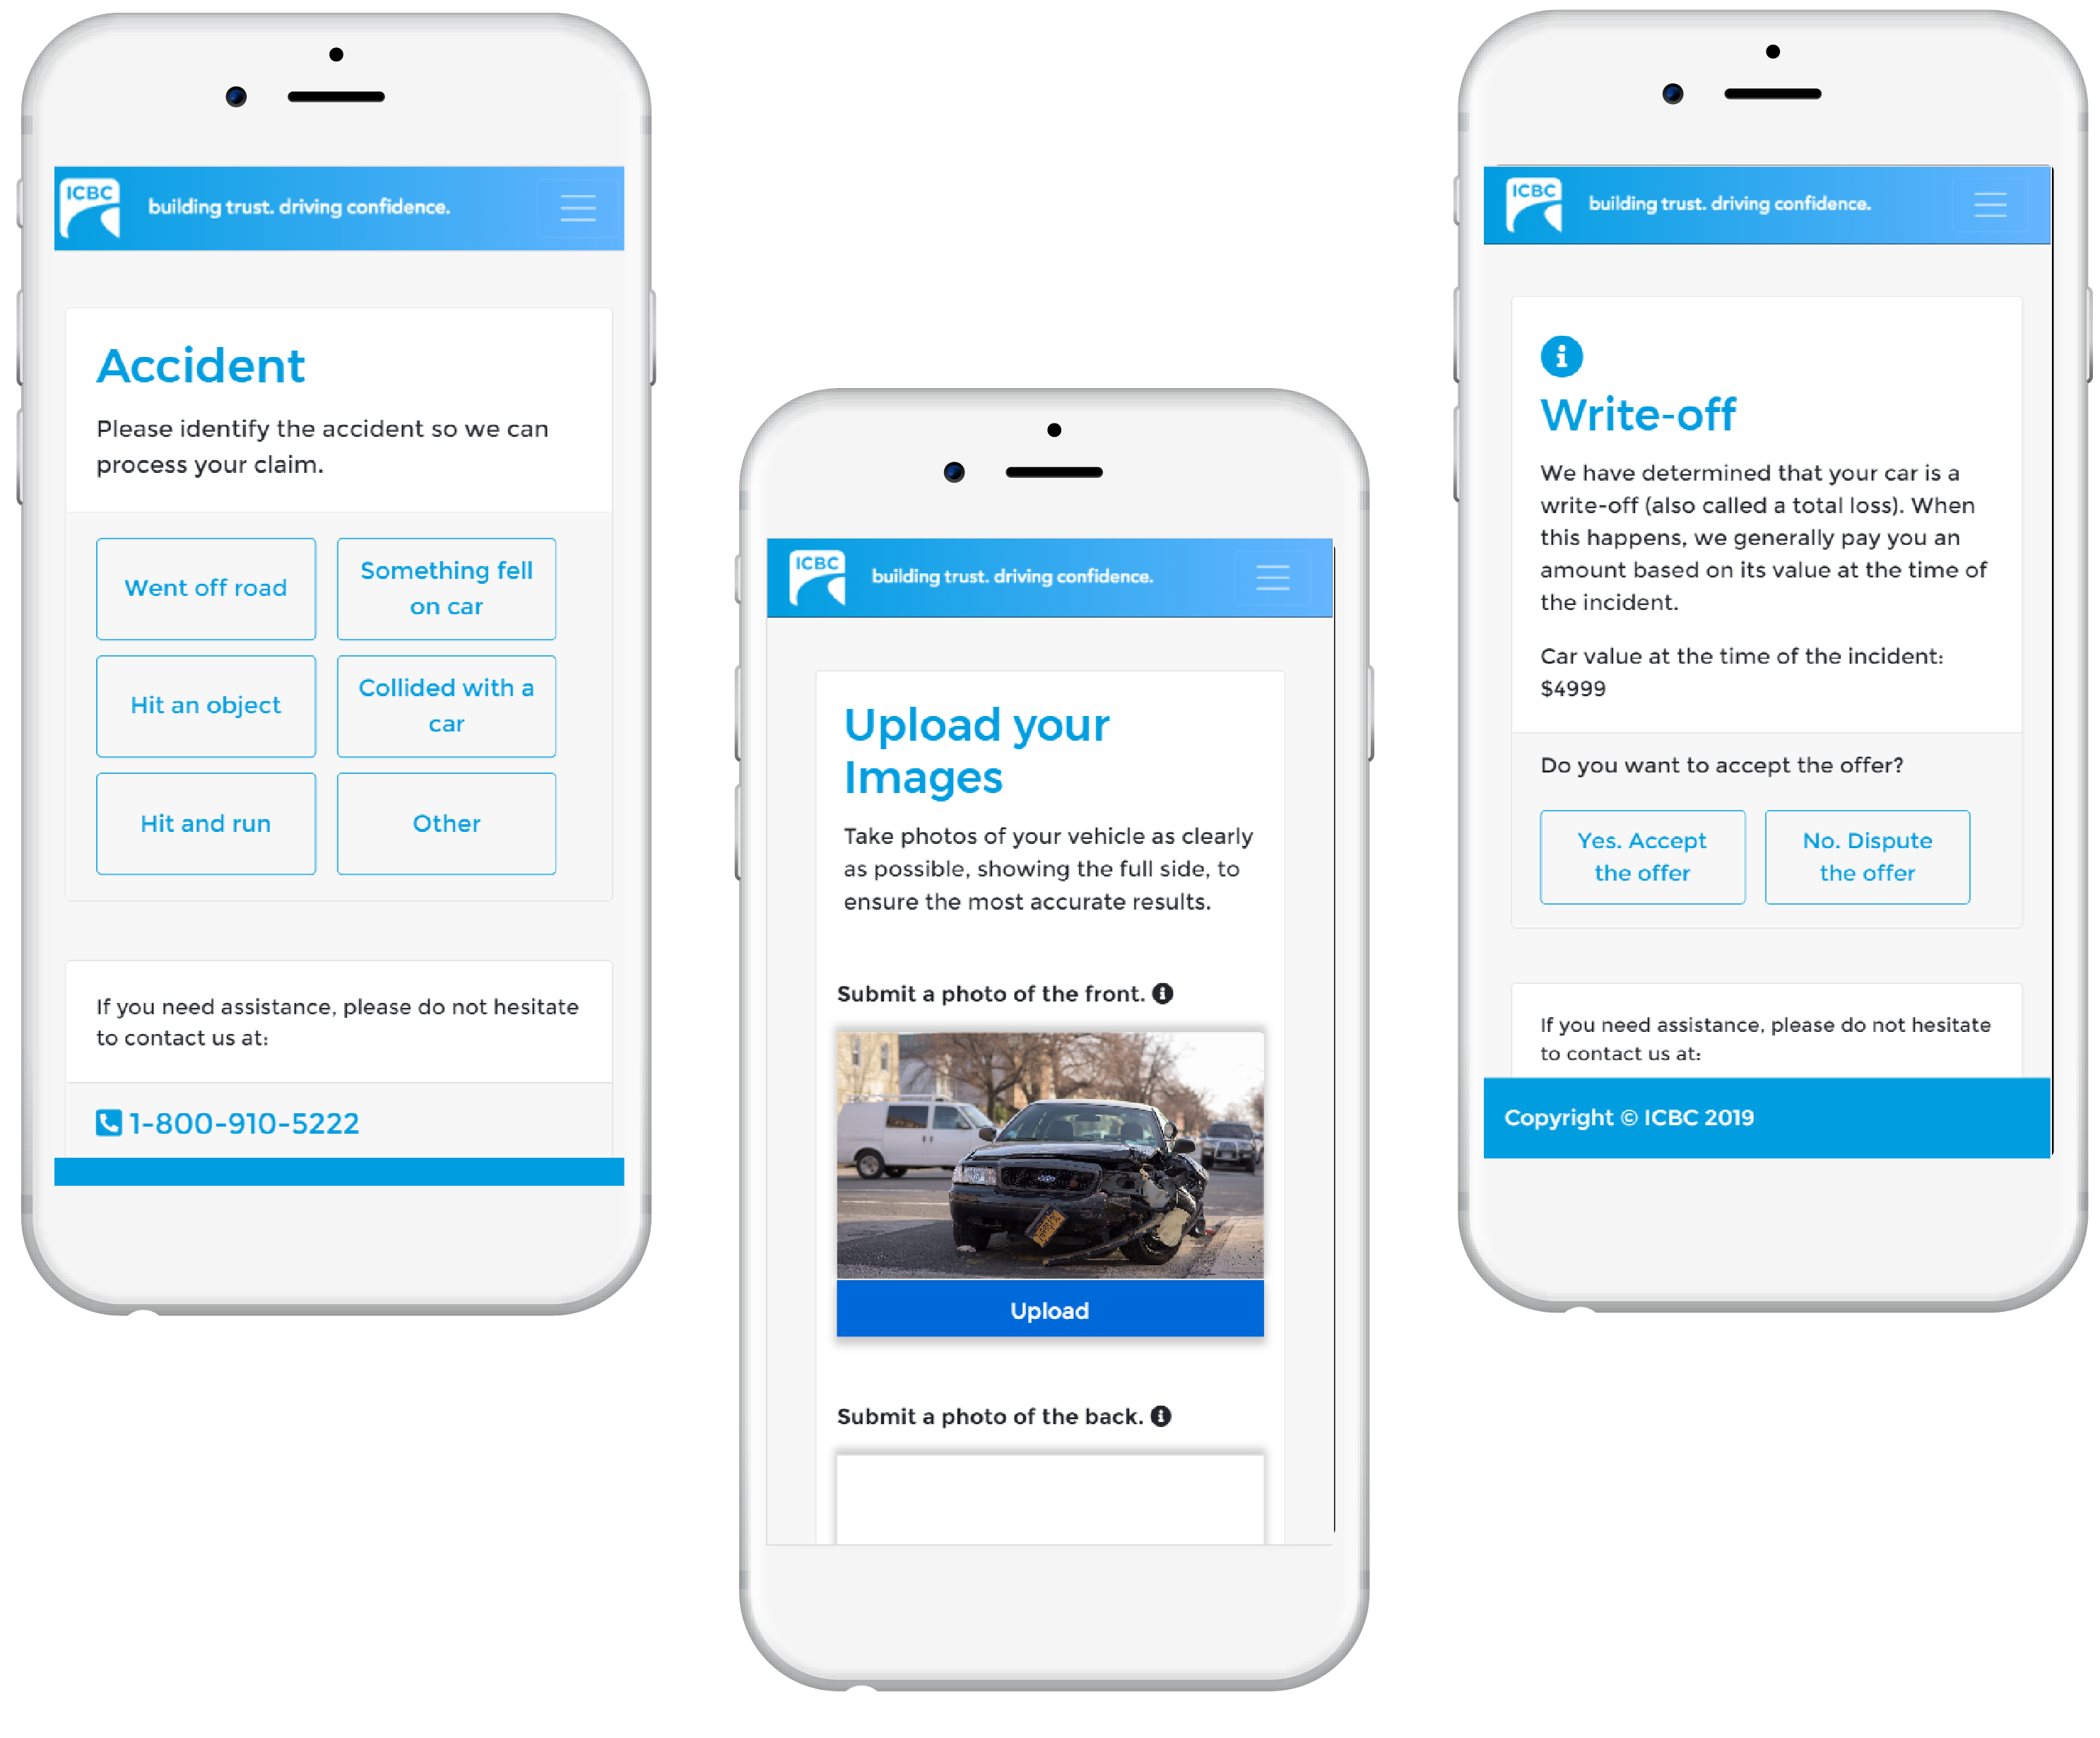 ICBC
building trust. driving confidence.
Accident
Please identify the accident so we can
process your claim.
Went off road
Something fell
on car
Hit an object
Collided with a
car
Hit and run
Other
If you need assistance, please do not hesitate
to contact us at:
1-800-910-5222
ICBC
building trust. driving confidence.
Upload your
Images
Take photos of your vehicle as clearly
as possible, showing the full side, to
ensure the most accurate results.
Submit a photo of the front.
Upload
Submit a photo of the back.
ICBC
building trust. driving confidence.
Write-off
We have determined that your car is a
write-off (also called a total loss). When
this happens, we generally pay you an
amount based on its value at the time of
the incident.
Car value at the time of the incident:
$4999
Do you want to accept the offer?
Yes. Accept
the offer
No. Dispute
the offer
If you need assistance, please do not hesitate
to contact us at:
Copyright © ICBC 2019